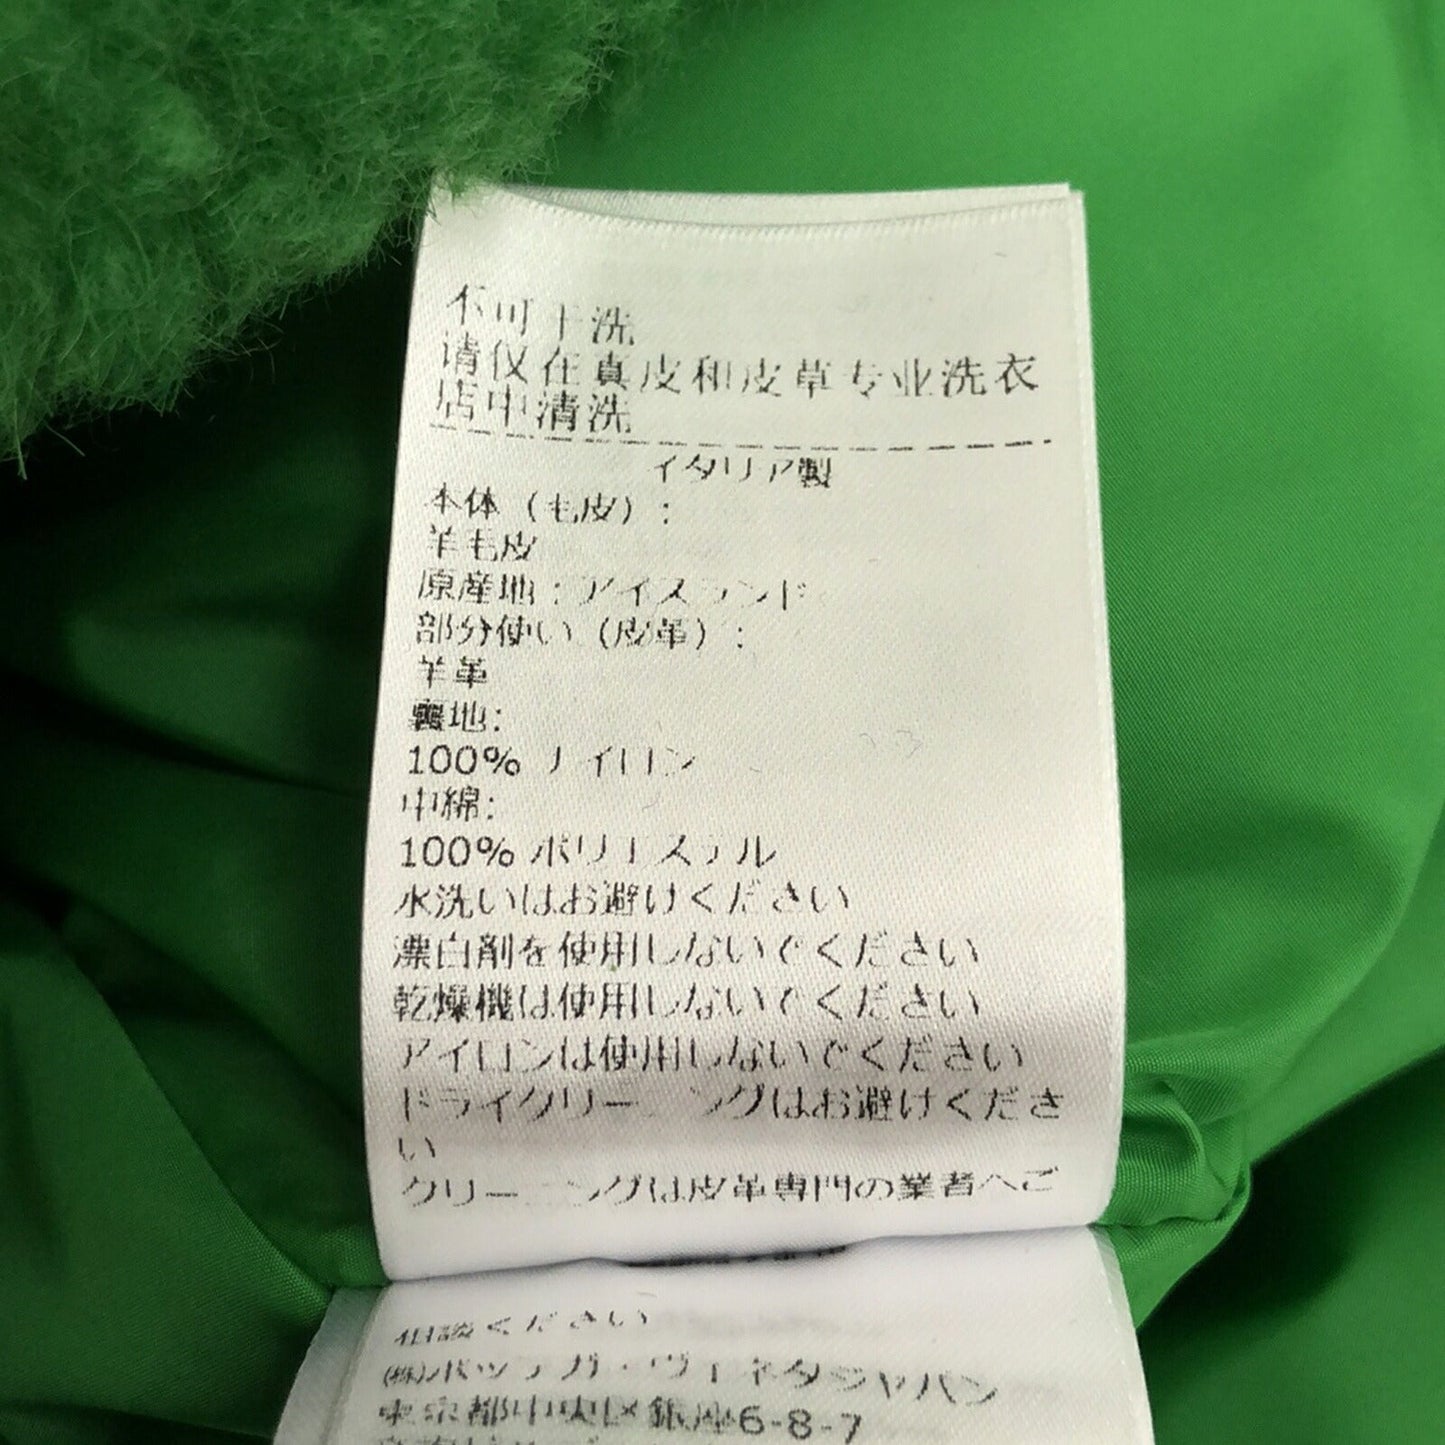 不可干洗
请仅在真皮和皮草专业洗衣
店中清洗
イタリア製
本体（毛皮）:
羊毛皮
原産地:アイスランド
部分使い（皮革）:
羊革
裏地:
100% ナイロン
中綿:
100% ポリエステル
水洗いはお避けください
漂白剤を使用しないでください
乾燥機は使用しないでください
アイロンは使用しないでください
ドライクリーニングはお避けくださ
い
クリーニングは皮革専門の業者へご
相談ください
(株)ボッテガ・ヴェネタジャパン
東京都中央区銀座6-8-7